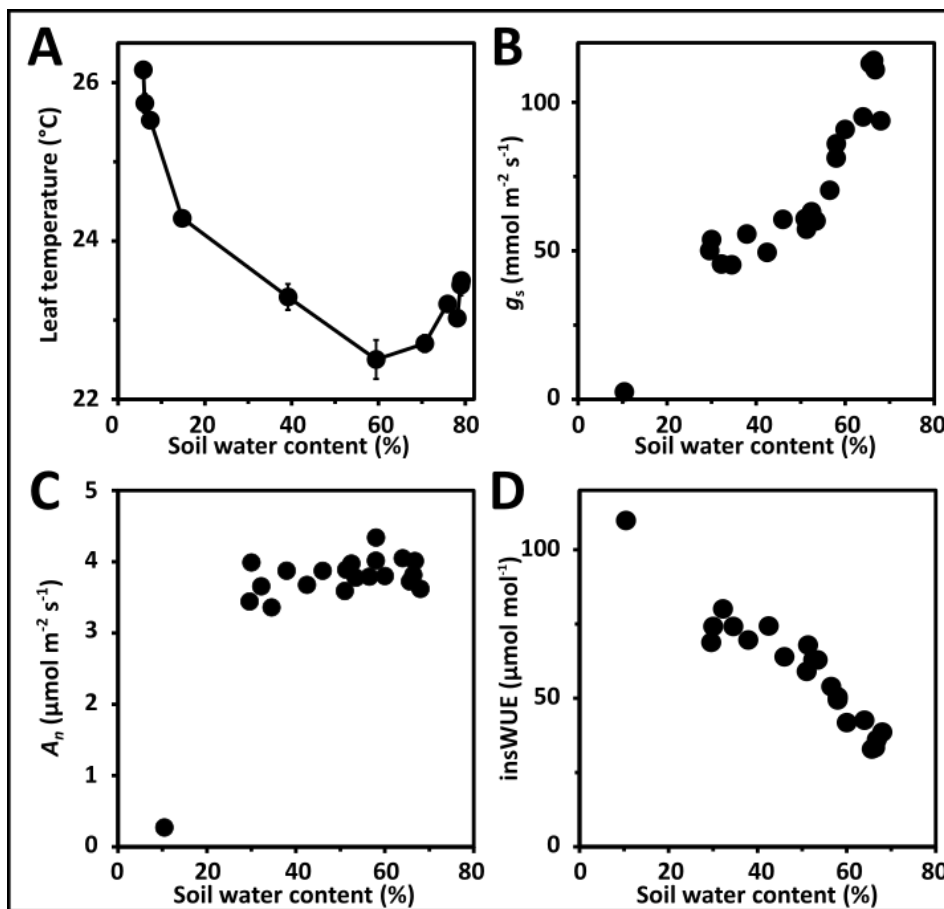 A
Leaf temperature (°C)
26
24
22
0 20 40 60 80
Soil water content (%)
B
gs (mmol m-2 s-1)
100
50
0
0 20 40 60 80
Soil water content (%)
C
An (µmol m-2 s-1)
5
4
3
2
1
0
0 20 40 60 80
Soil water content (%)
D
insWUE (µmol mol-1)
100
50
0
0 20 40 60 80
Soil water content (%)